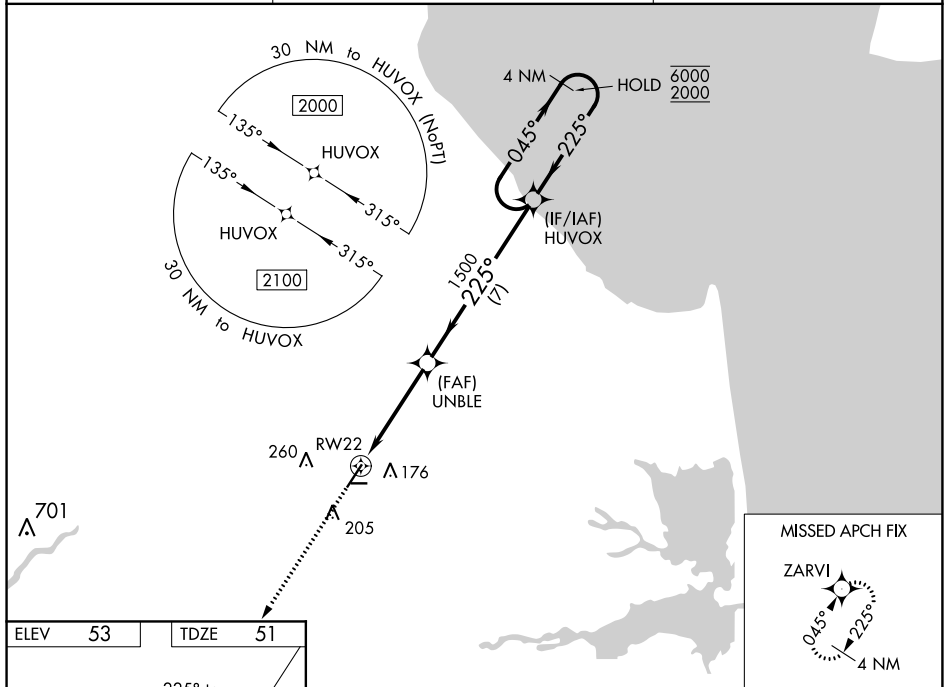 30 NM to HUVOX (NoPT)
2000
135°
HUVOX
315°
135°
HUVOX
315°
2100
30 NM to HUVOX
4 NM
HOLD
6000
2000
045°
225°
(IF/IAF)
HUVOX
1500
225°
(7)
(FAF)
UNBLE
260
RW22
176
205
701
MISSED APCH FIX
ZARVI
045°
225°
4 NM
ELEV 53
TDZE 51